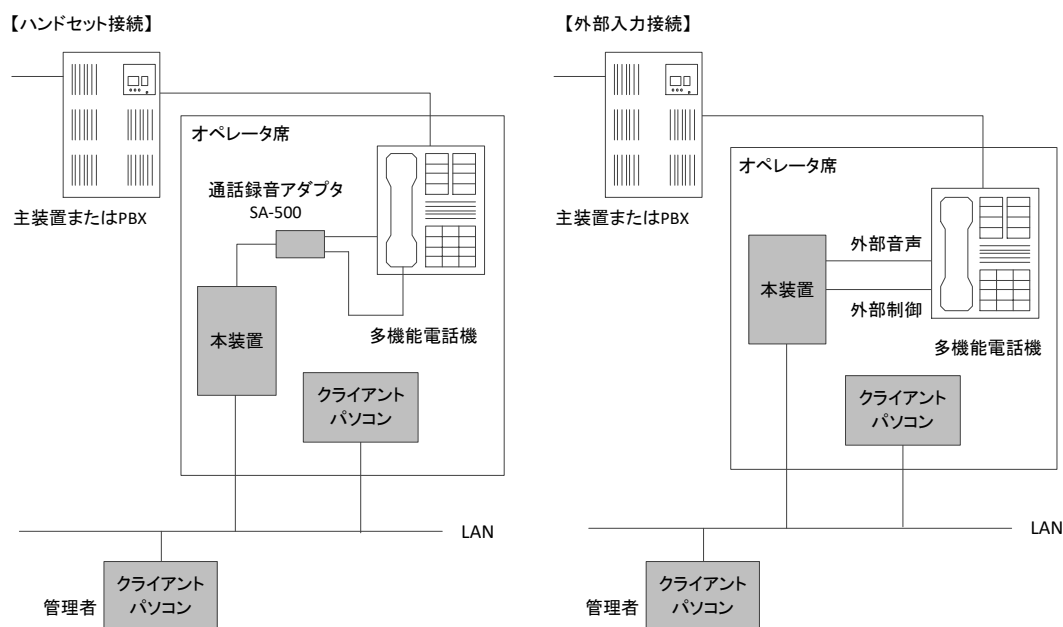 【ハンドセット接続】
オペレータ席
通話録音アダプタ
SA-500
主装置またはPBX
本装置
多機能電話機
クライアント
パソコン
LAN
クライアント
パソコン
管理者
【外部入力接続】
オペレータ席
主装置またはPBX
外部音声
本装置
外部制御
多機能電話機
クライアント
パソコン
LAN
クライアント
パソコン
管理者